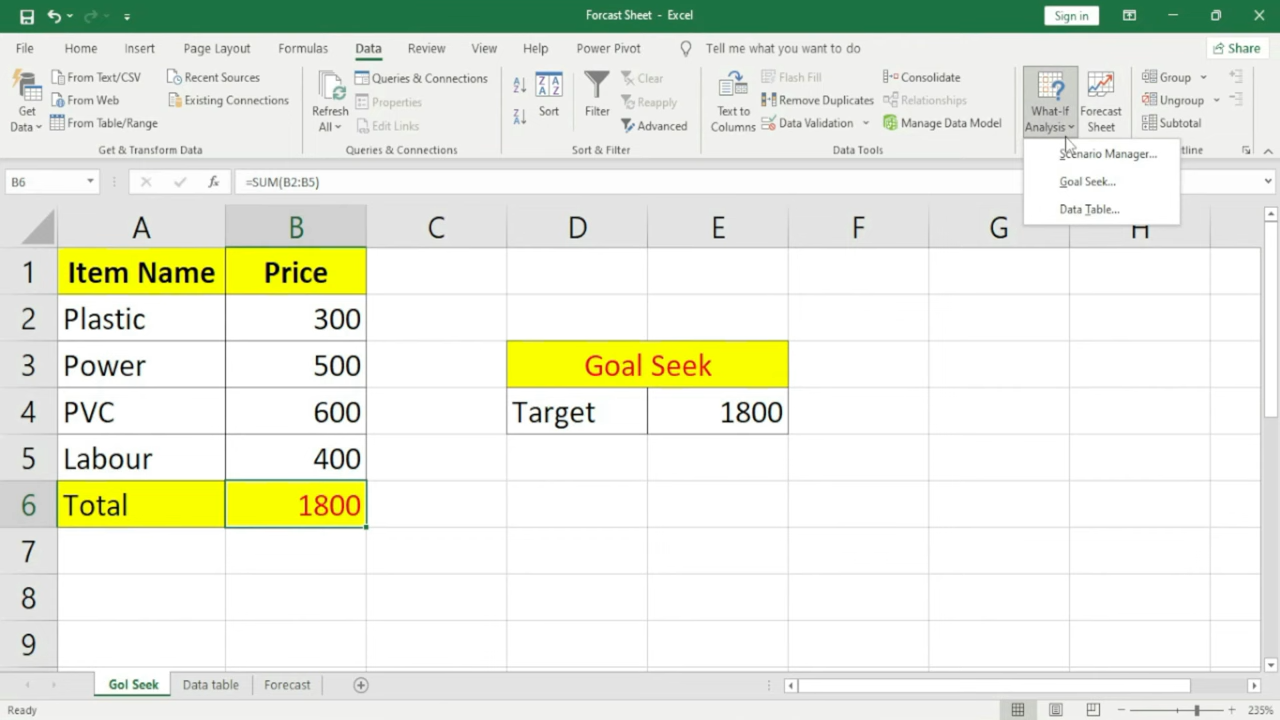 Forcast Sheet - Excel
Sign in
File Home Insert Page Layout Formulas Data Review View Help Power Pivot Tell me what you want to do Share
Get Data
From Text/CSV
From Web
From Table/Range
Recent Sources
Existing Connections
Get & Transform Data
Refresh All
Queries & Connections
Properties
Edit Links
Queries & Connections
Sort
Filter
Clear
Reapply
Advanced
Sort & Filter
Text to Columns
Flash Fill
Remove Duplicates
Data Validation
Consolidate
Relationships
Manage Data Model
Data Tools
What-If Analysis
Forecast Sheet
Scenario Manager...
Goal Seek...
Data Table...
Group
Ungroup
Subtotal
tline
B6 fx =SUM(B2:B5)
A B C D E F G H
1 Item Name Price
2 Plastic 300
3 Power 500 Goal Seek
4 PVC 600 Target 1800
5 Labour 400
6 Total 1800
7
8
9
Gol Seek Data table Forecast
Ready 235%